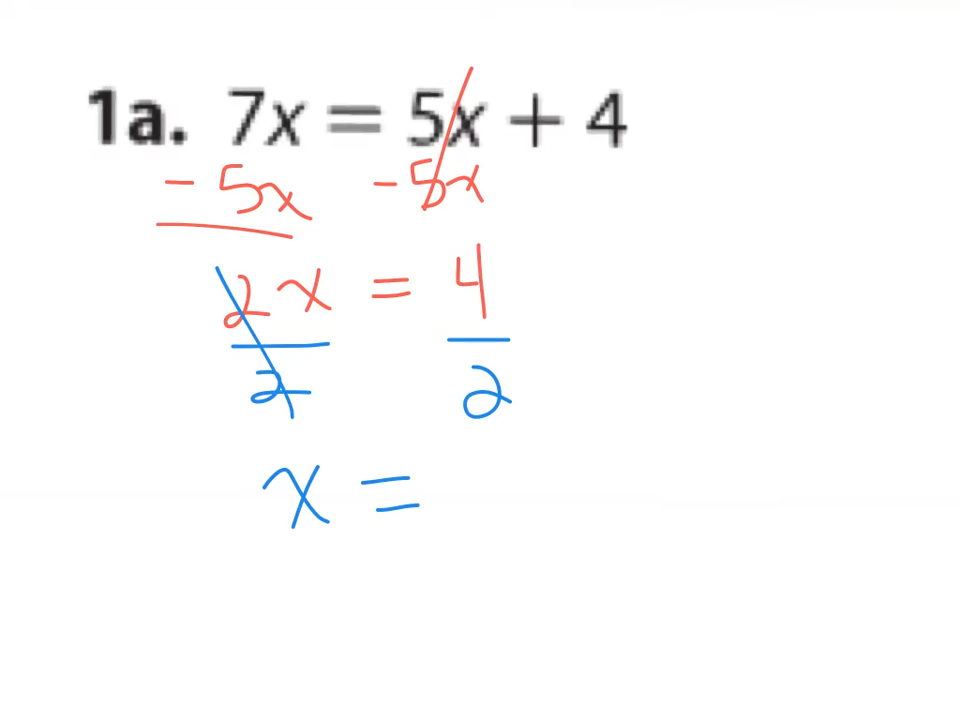 1a. 7x = 5x + 4
- 5x - 5x
2x = 4
2 2
x =